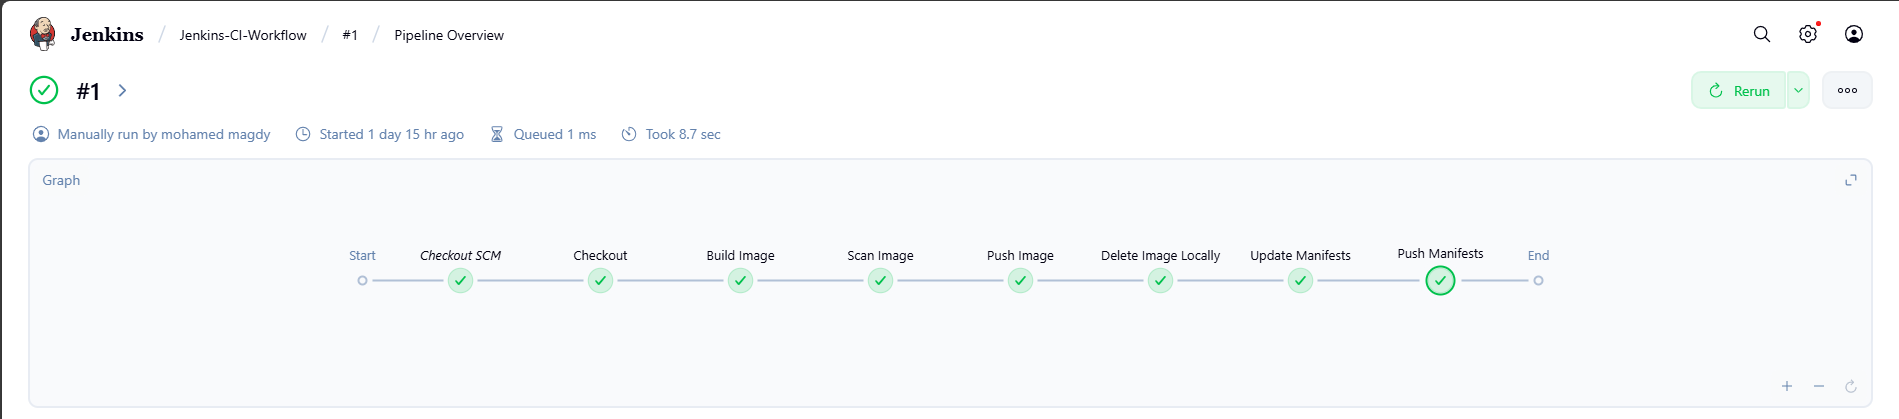 Jenkins / Jenkins-CI-Workflow / #1 / Pipeline Overview
#1
Rerun
Manually run by mohamed magdy Started 1 day 15 hr ago Queued 1 ms Took 8.7 sec
Graph
Start Checkout SCM Checkout Build Image Scan Image Push Image Delete Image Locally Update Manifests Push Manifests End